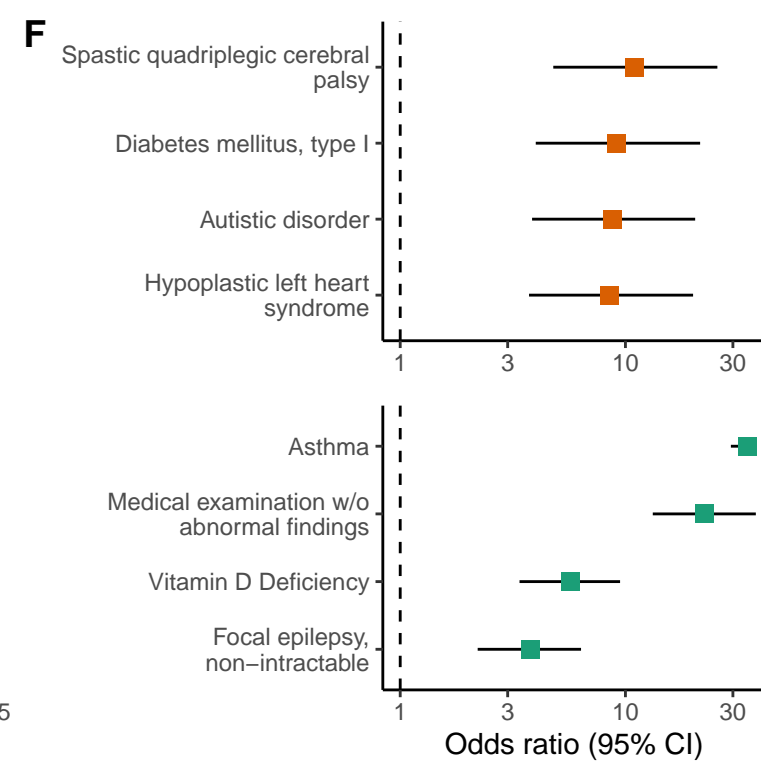 F
Spastic quadriplegic cerebral
palsy
Diabetes mellitus, type I
Autistic disorder
Hypoplastic left heart
syndrome
1 3 10 30
Asthma
Medical examination w/o
abnormal findings
Vitamin D Deficiency
Focal epilepsy,
non−intractable
5 1 3 10 30
Odds ratio (95% CI)